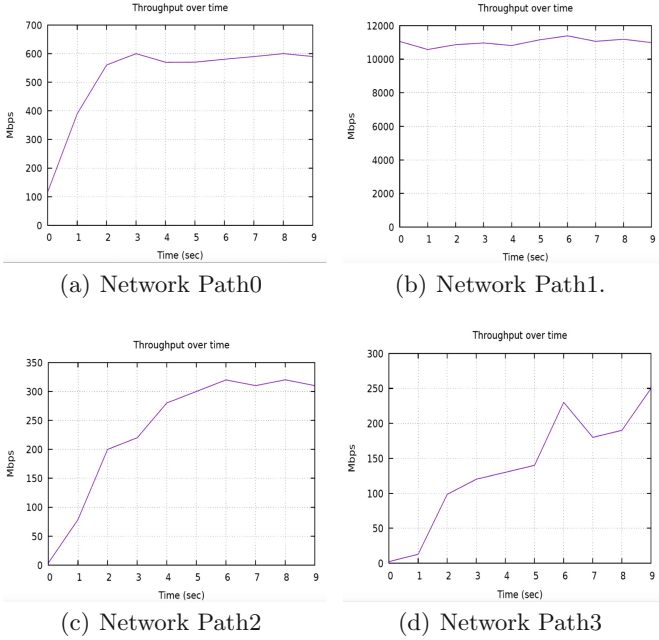 Throughput over time
700
600
500
400
300
200
100
0
Mbps
0 1 2 3 4 5 6 7 8 9
Time (sec)
(a) Network Path0
Throughput over time
12000
10000
8000
6000
4000
2000
0
Mbps
0 1 2 3 4 5 6 7 8 9
Time (sec)
(b) Network Path1.
Throughput over time
350
300
250
200
150
100
50
0
Mbps
0 1 2 3 4 5 6 7 8 9
Time (sec)
(c) Network Path2
Throughput over time
300
250
200
150
100
50
0
Mbps
0 1 2 3 4 5 6 7 8 9
Time (sec)
(d) Network Path3